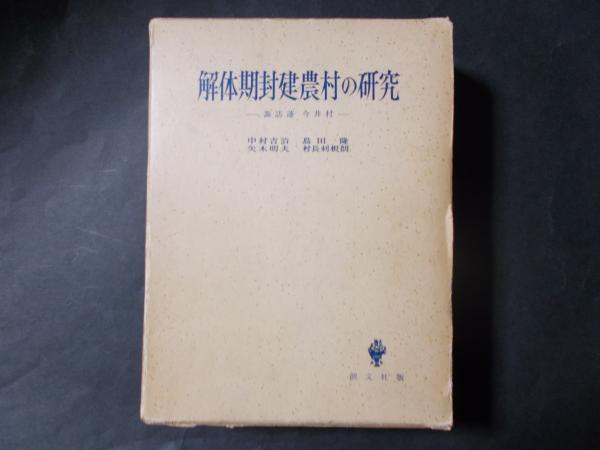 解体期封建農村の研究
—諏訪藩 今井村—
中村吉治 島田隆
矢木明夫 村長利根朗
創文社版